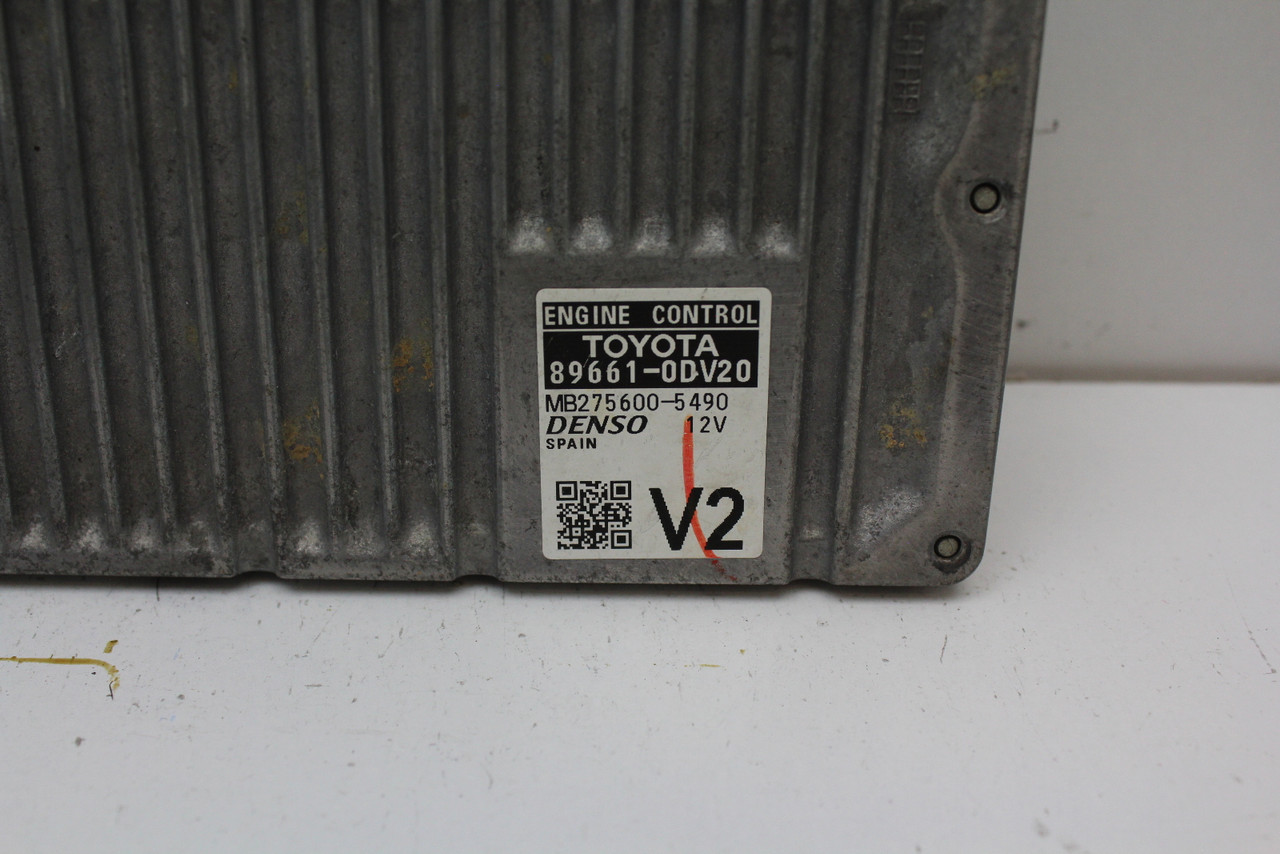 ENGINE CONTROL
TOYOTA
89661-0DV20
MB275600-5490
DENSO 12V
SPAIN
V2